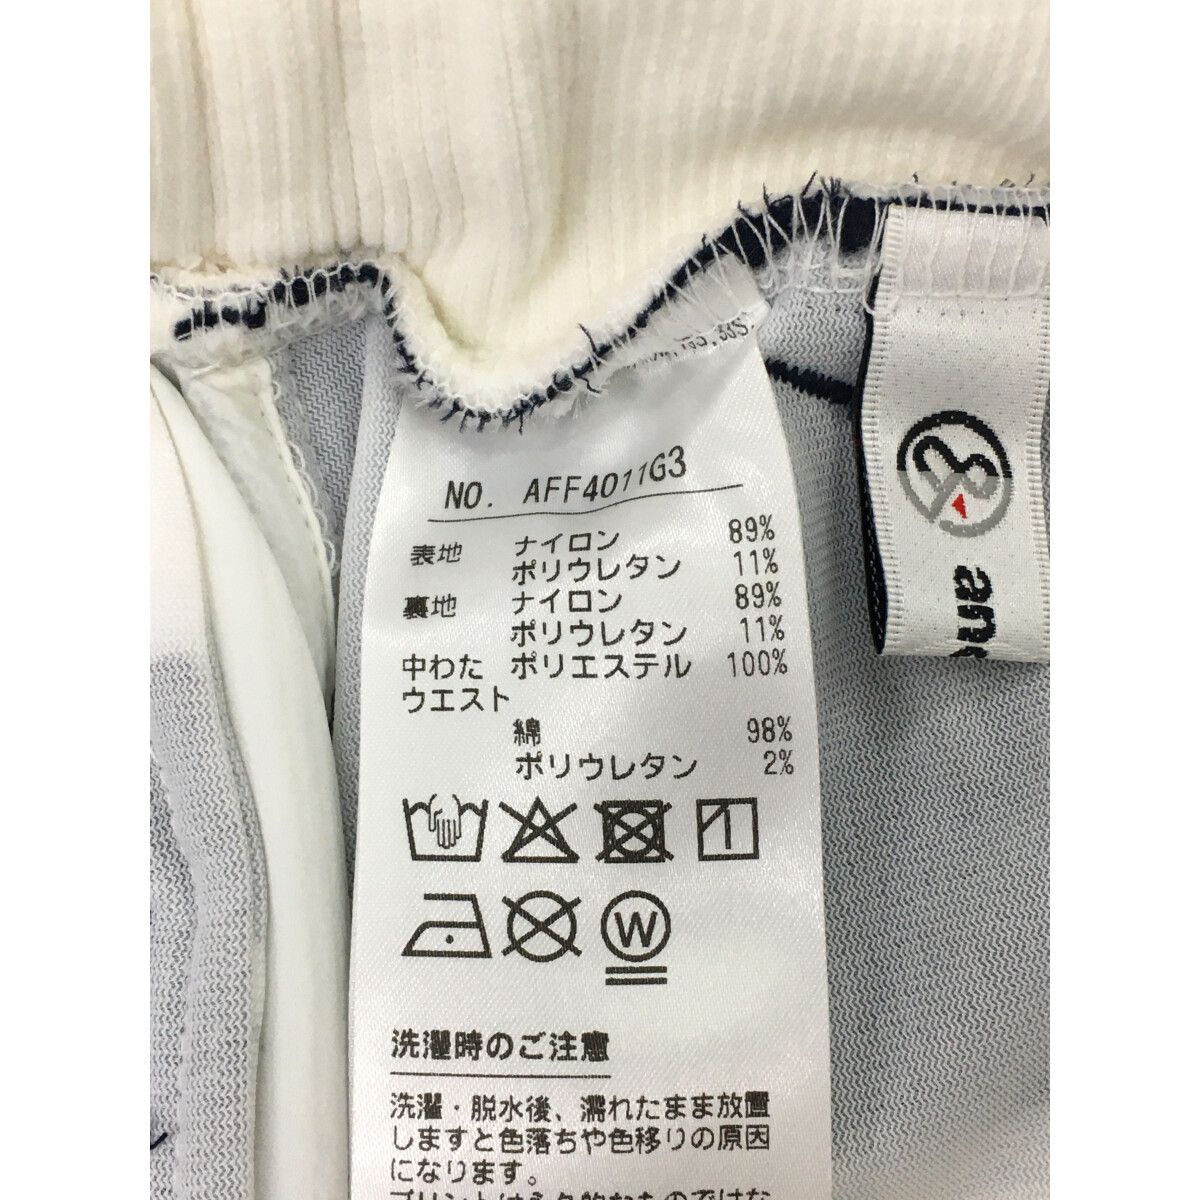 NO. AFF4011G3
表地 ナイロン 89%
ポリウレタン 11%
裏地 ナイロン 89%
ポリウレタン 11%
中わた ポリエステル 100%
ウエスト
綿 98%
ポリウレタン 2%
W
洗濯時のご注意
洗濯・脱水後、濡れたまま放置
しますと色落ちや色移りの原因
になります。